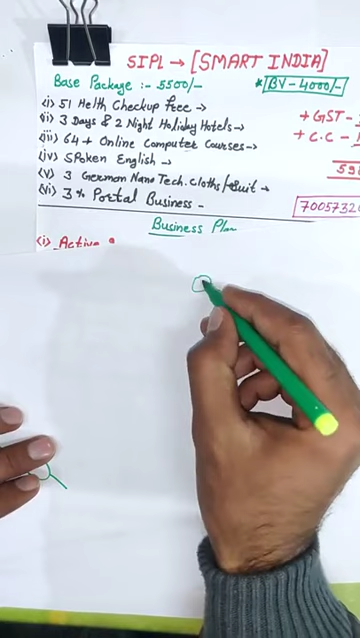 SIPL → [SMART INDIA]
Base Package :- 5500/- * BV - 4000/-
(i) 51 Helth Checkup free →
(ii) 3 Days & 2 Night Holiday Hotels → + GST -
(iii) 64 + Online Computer Courses → + C.C -
(iv) Spoken English →
(v) 3 German Nano Tech. Cloths/Suit →
(vi) 3 % Portal Business - 7005732
Business Plan
(i) Active